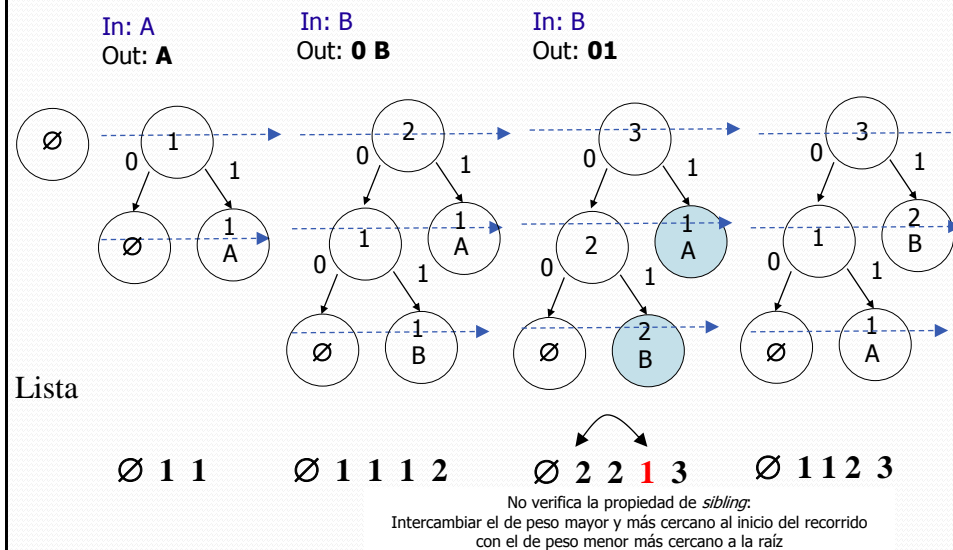 In: A
Out: A
In: B
Out: 0 B
In: B
Out: 01
∅
1
0
1
∅
1
A
2
0
1
1
1
A
0
1
∅
1
B
3
0
1
2
1
A
0
1
∅
2
B
3
0
1
1
2
B
0
1
∅
1
A
Lista
∅ 1 1
∅ 1 1 1 2
∅ 2 2 1 3
∅ 1 1 2 3
No verifica la propiedad de sibling:
Intercambiar el de peso mayor y más cercano al inicio del recorrido
con el de peso menor más cercano a la raíz